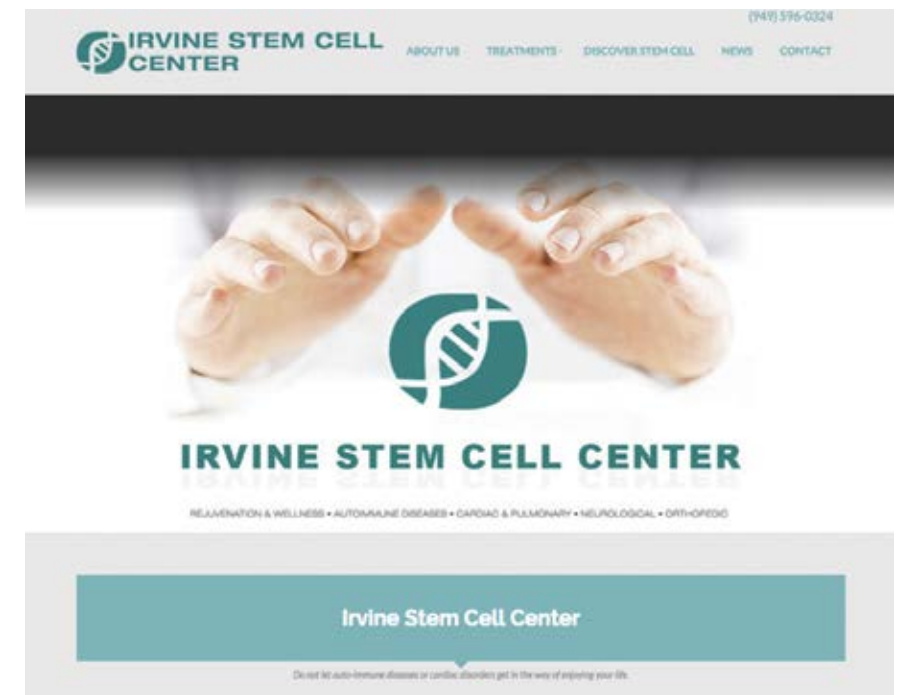 (949) 596-0324
IRVINE STEM CELL
CENTER
ABOUT US TREATMENTS DISCOVER STEM CELL NEWS CONTACT
IRVINE STEM CELL CENTER
REJUVENATION & WELLNESS • AUTOIMMUNE DISEASES • CARDIAC & PULMONARY • NEUROLOGICAL • ORTHOPEDIC
Irvine Stem Cell Center
Do not let auto-immune diseases or cardiac disorders get in the way of enjoying your life.